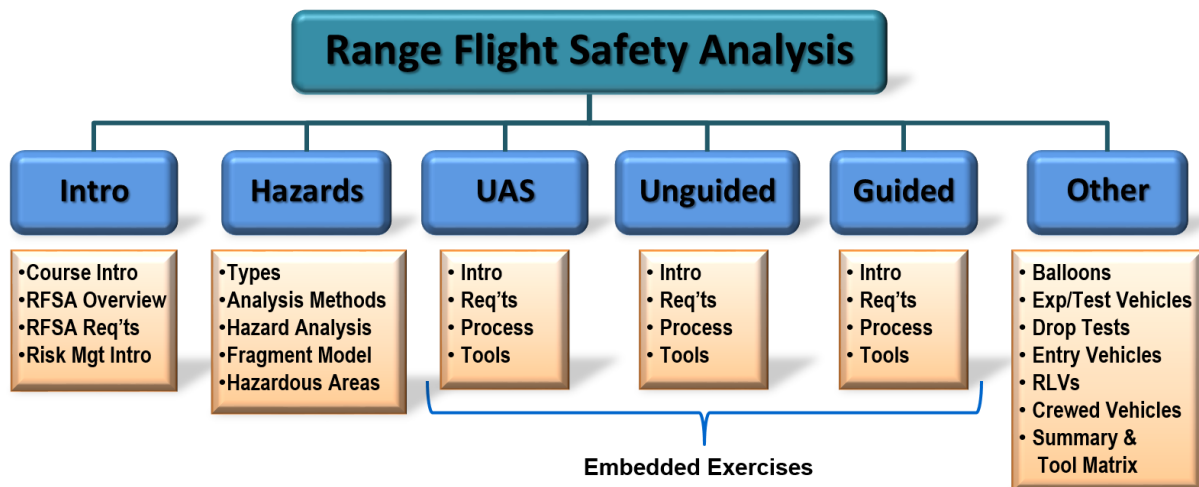 Range Flight Safety Analysis
Intro
•Course Intro
•RFSA Overview
•RFSA Req'ts
•Risk Mgt Intro
Hazards
•Types
•Analysis Methods
•Hazard Analysis
•Fragment Model
•Hazardous Areas
UAS
• Intro
• Req'ts
• Process
• Tools
Unguided
• Intro
• Req'ts
• Process
• Tools
Guided
• Intro
• Req'ts
• Process
• Tools
Other
• Balloons
• Exp/Test Vehicles
• Drop Tests
• Entry Vehicles
• RLVs
• Crewed Vehicles
• Summary &
Tool Matrix
Embedded Exercises